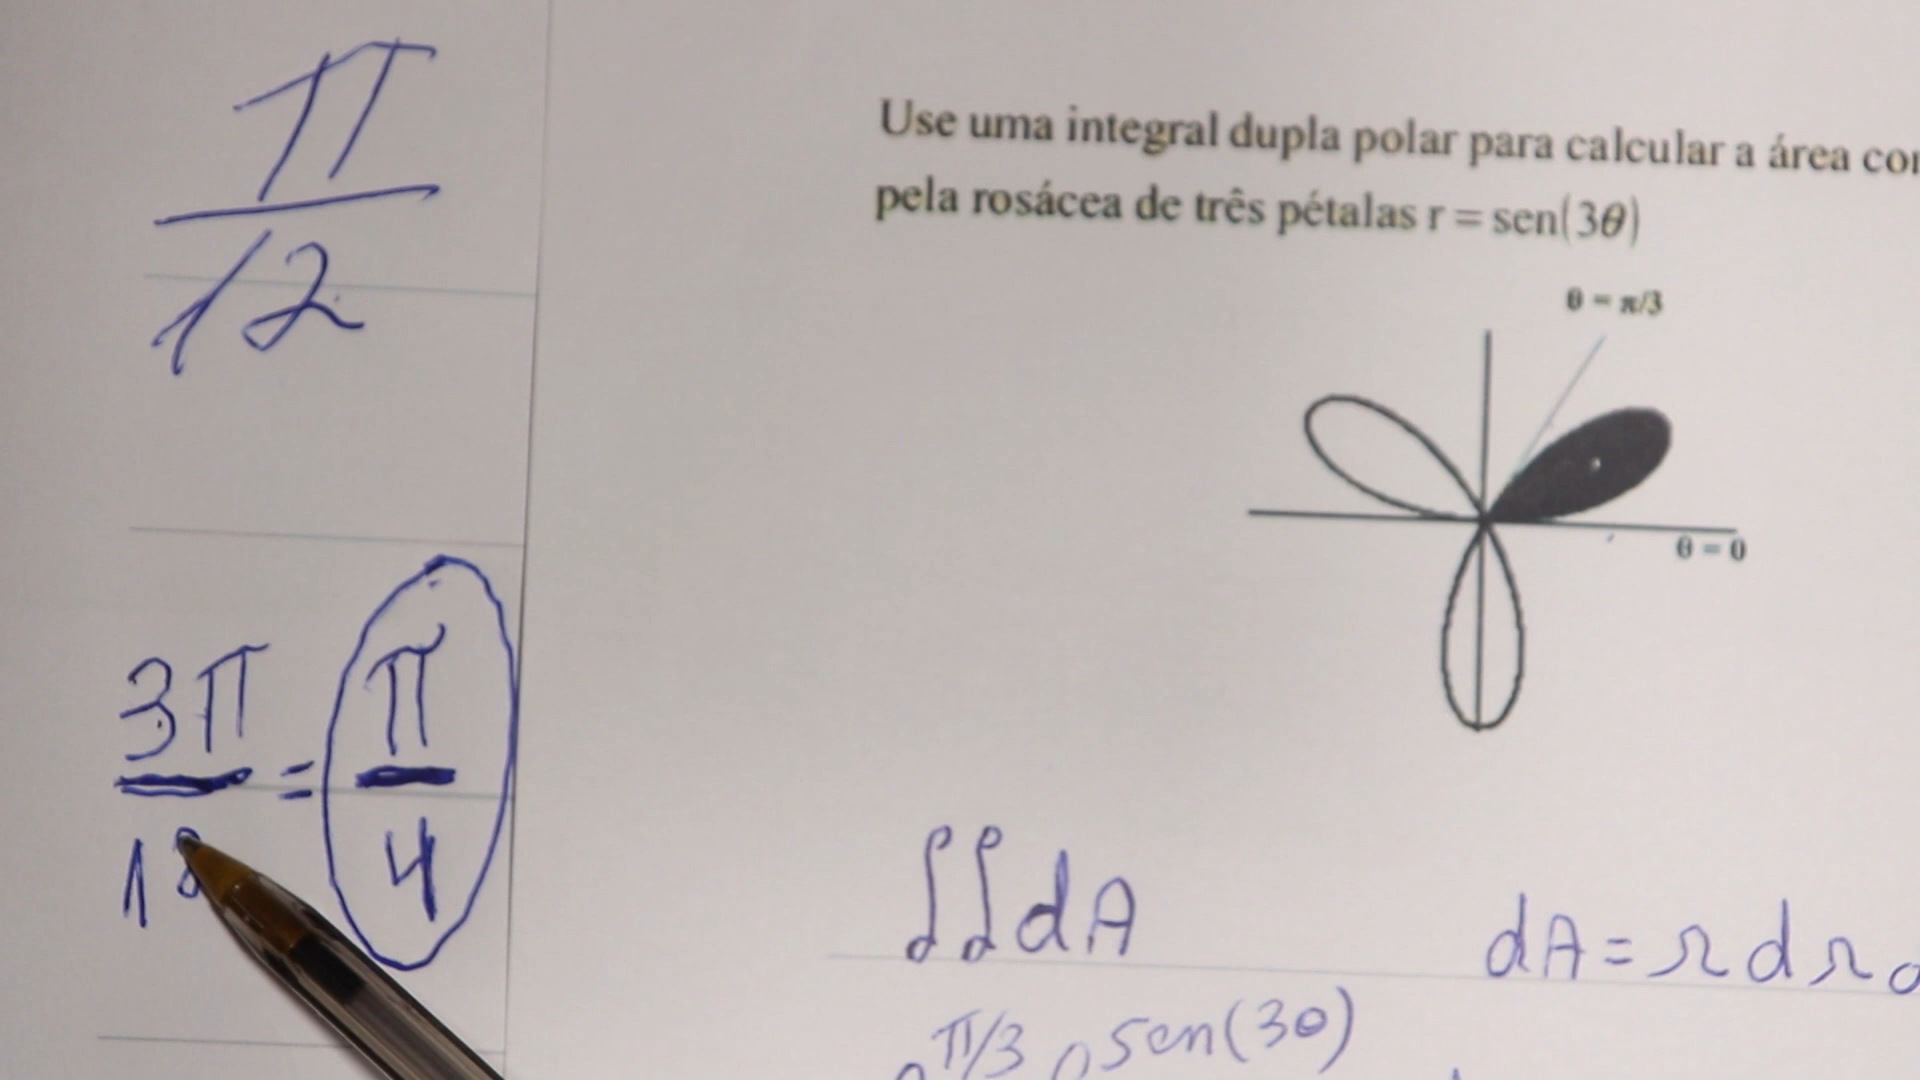 π
12
3π/1 = π/4
Use uma integral dupla polar para calcular a área
pela rosácea de três pétalas r = sen(3θ)
θ = π/3
θ = 0
∫∫ dA
dA = r dr
π/3 sen(3θ)